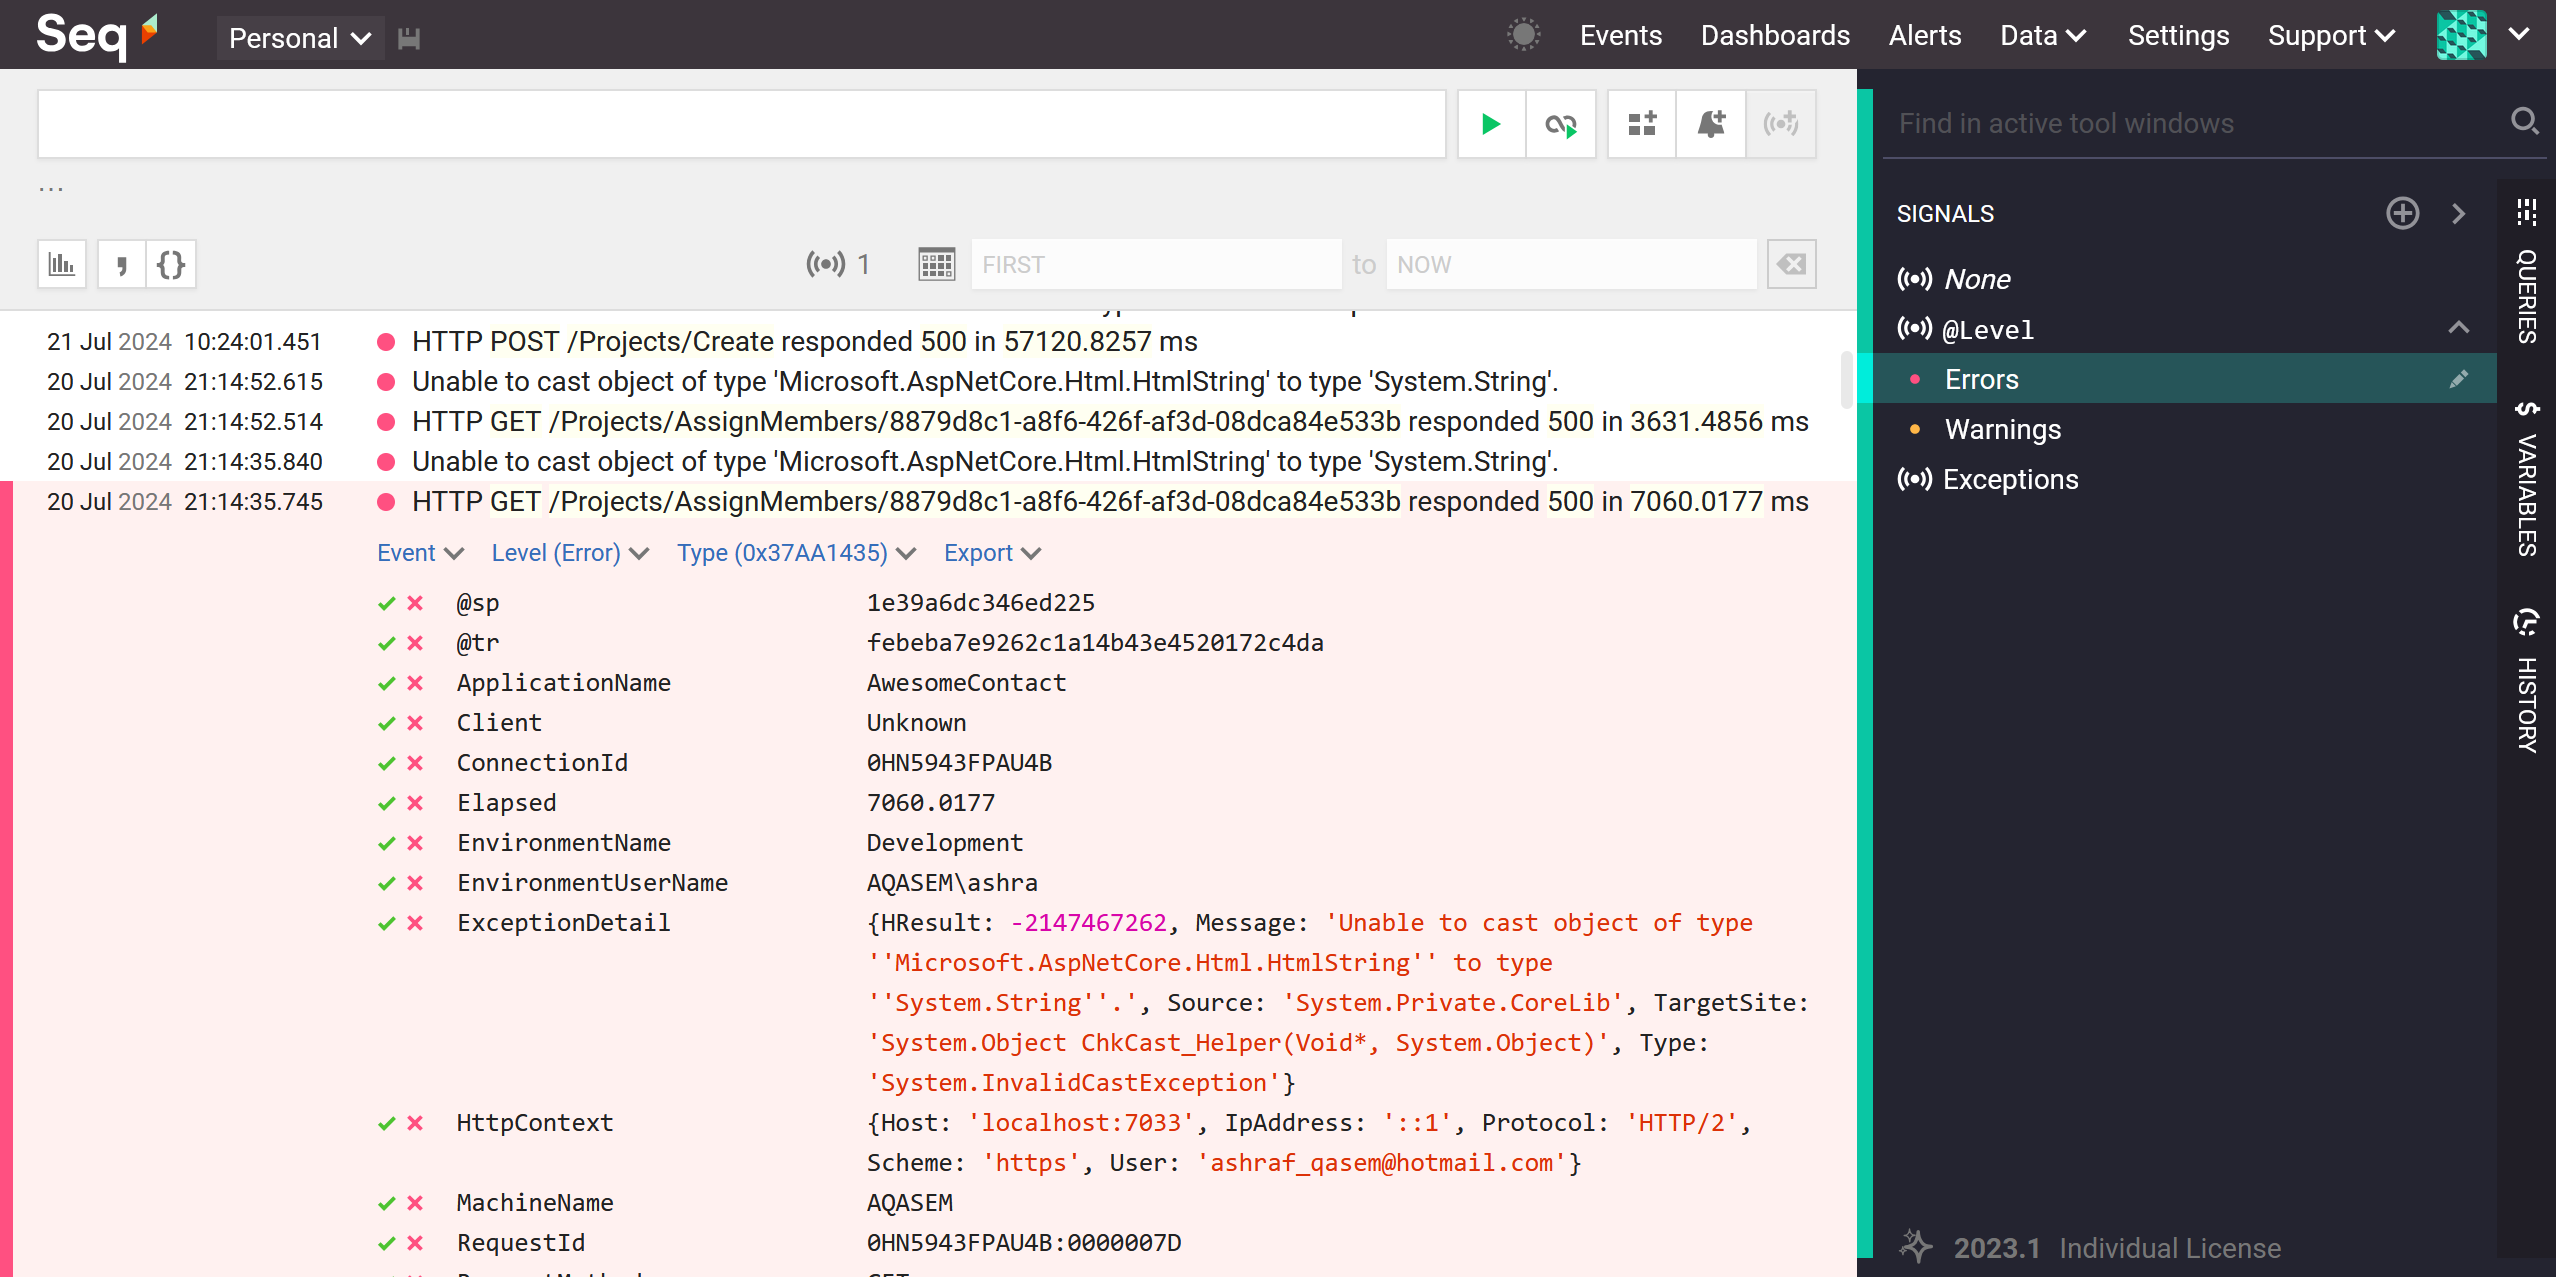 Seq
Personal
Events Dashboards Alerts Data Settings Support
Find in active tool windows
...
1 FIRST to NOW
21 Jul 2024 10:24:01.451 HTTP POST /Projects/Create responded 500 in 57120.8257 ms
20 Jul 2024 21:14:52.615 Unable to cast object of type 'Microsoft.AspNetCore.Html.HtmlString' to type 'System.String'.
20 Jul 2024 21:14:52.514 HTTP GET /Projects/AssignMembers/8879d8c1-a8f6-426f-af3d-08dca84e533b responded 500 in 3631.4856 ms
20 Jul 2024 21:14:35.840 Unable to cast object of type 'Microsoft.AspNetCore.Html.HtmlString' to type 'System.String'.
20 Jul 2024 21:14:35.745 HTTP GET /Projects/AssignMembers/8879d8c1-a8f6-426f-af3d-08dca84e533b responded 500 in 7060.0177 ms
Event Level (Error) Type (0x37AA1435) Export
@sp 1e39a6dc346ed225
@tr febeba7e9262c1a14b43e4520172c4da
ApplicationName AwesomeContact
Client Unknown
ConnectionId 0HN5943FPAU4B
Elapsed 7060.0177
EnvironmentName Development
EnvironmentUserName AQASEM\ashra
ExceptionDetail {HResult: -2147467262, Message: 'Unable to cast object of type
''Microsoft.AspNetCore.Html.HtmlString'' to type
''System.String''.', Source: 'System.Private.CoreLib', TargetSite:
'System.Object ChkCast_Helper(Void*, System.Object)', Type:
'System.InvalidCastException'}
HttpContext {Host: 'localhost:7033', IpAddress: '::1', Protocol: 'HTTP/2',
Scheme: 'https', User: 'ashraf_qasem@hotmail.com'}
MachineName AQASEM
RequestId 0HN5943FPAU4B:0000007D
SIGNALS
None
@Level
Errors
Warnings
Exceptions
QUERIES
VARIABLES
HISTORY
2023.1 Individual License